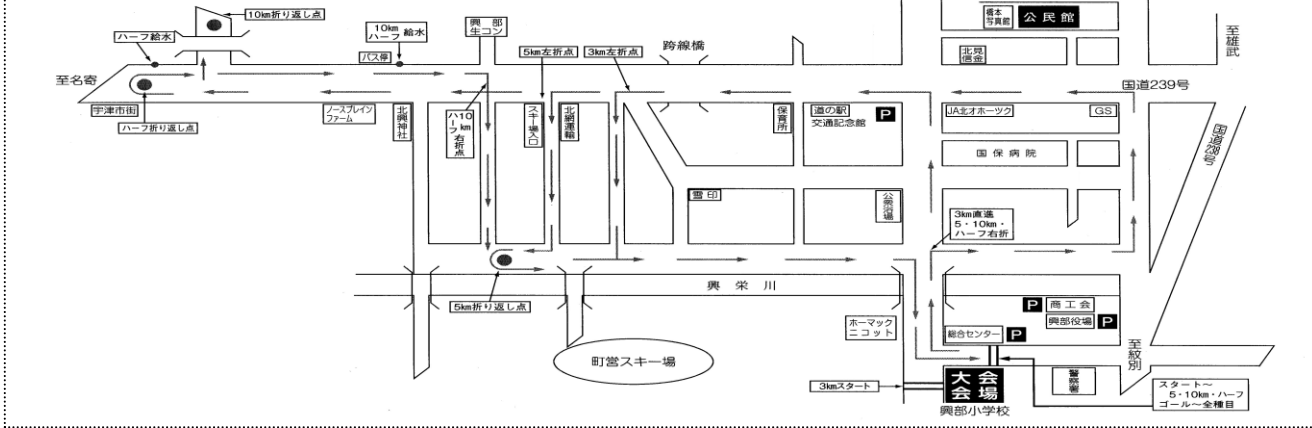 10km折り返し点
ハーフ給水
10km
ハーフ 給水
興部
生コン
バス停
5km左折点
3km左折点
跨線橋
橋本
写真館
公民館
北見
信金
至雄武
至名寄
国道239号
宇津市街
ハーフ折り返し点
ノースプレイン
ファーム
北興神社
10km
ハーフ
右折点
スキー場入口
北網運輸
保育所
道の駅
交通記念館
P
JA北オホーツク
GS
国道238号
国保病院
雪印
公衆浴場
3km直進
5・10km・
ハーフ右折
5km折り返し点
興栄川
ホーマック
ニコット
P
商工会
興部役場
P
総合センター
P
至紋別
町営スキー場
3kmスタート
大会
会場
興部小学校
警察署
スタート~
5・10km・ハーフ
ゴール~全種目